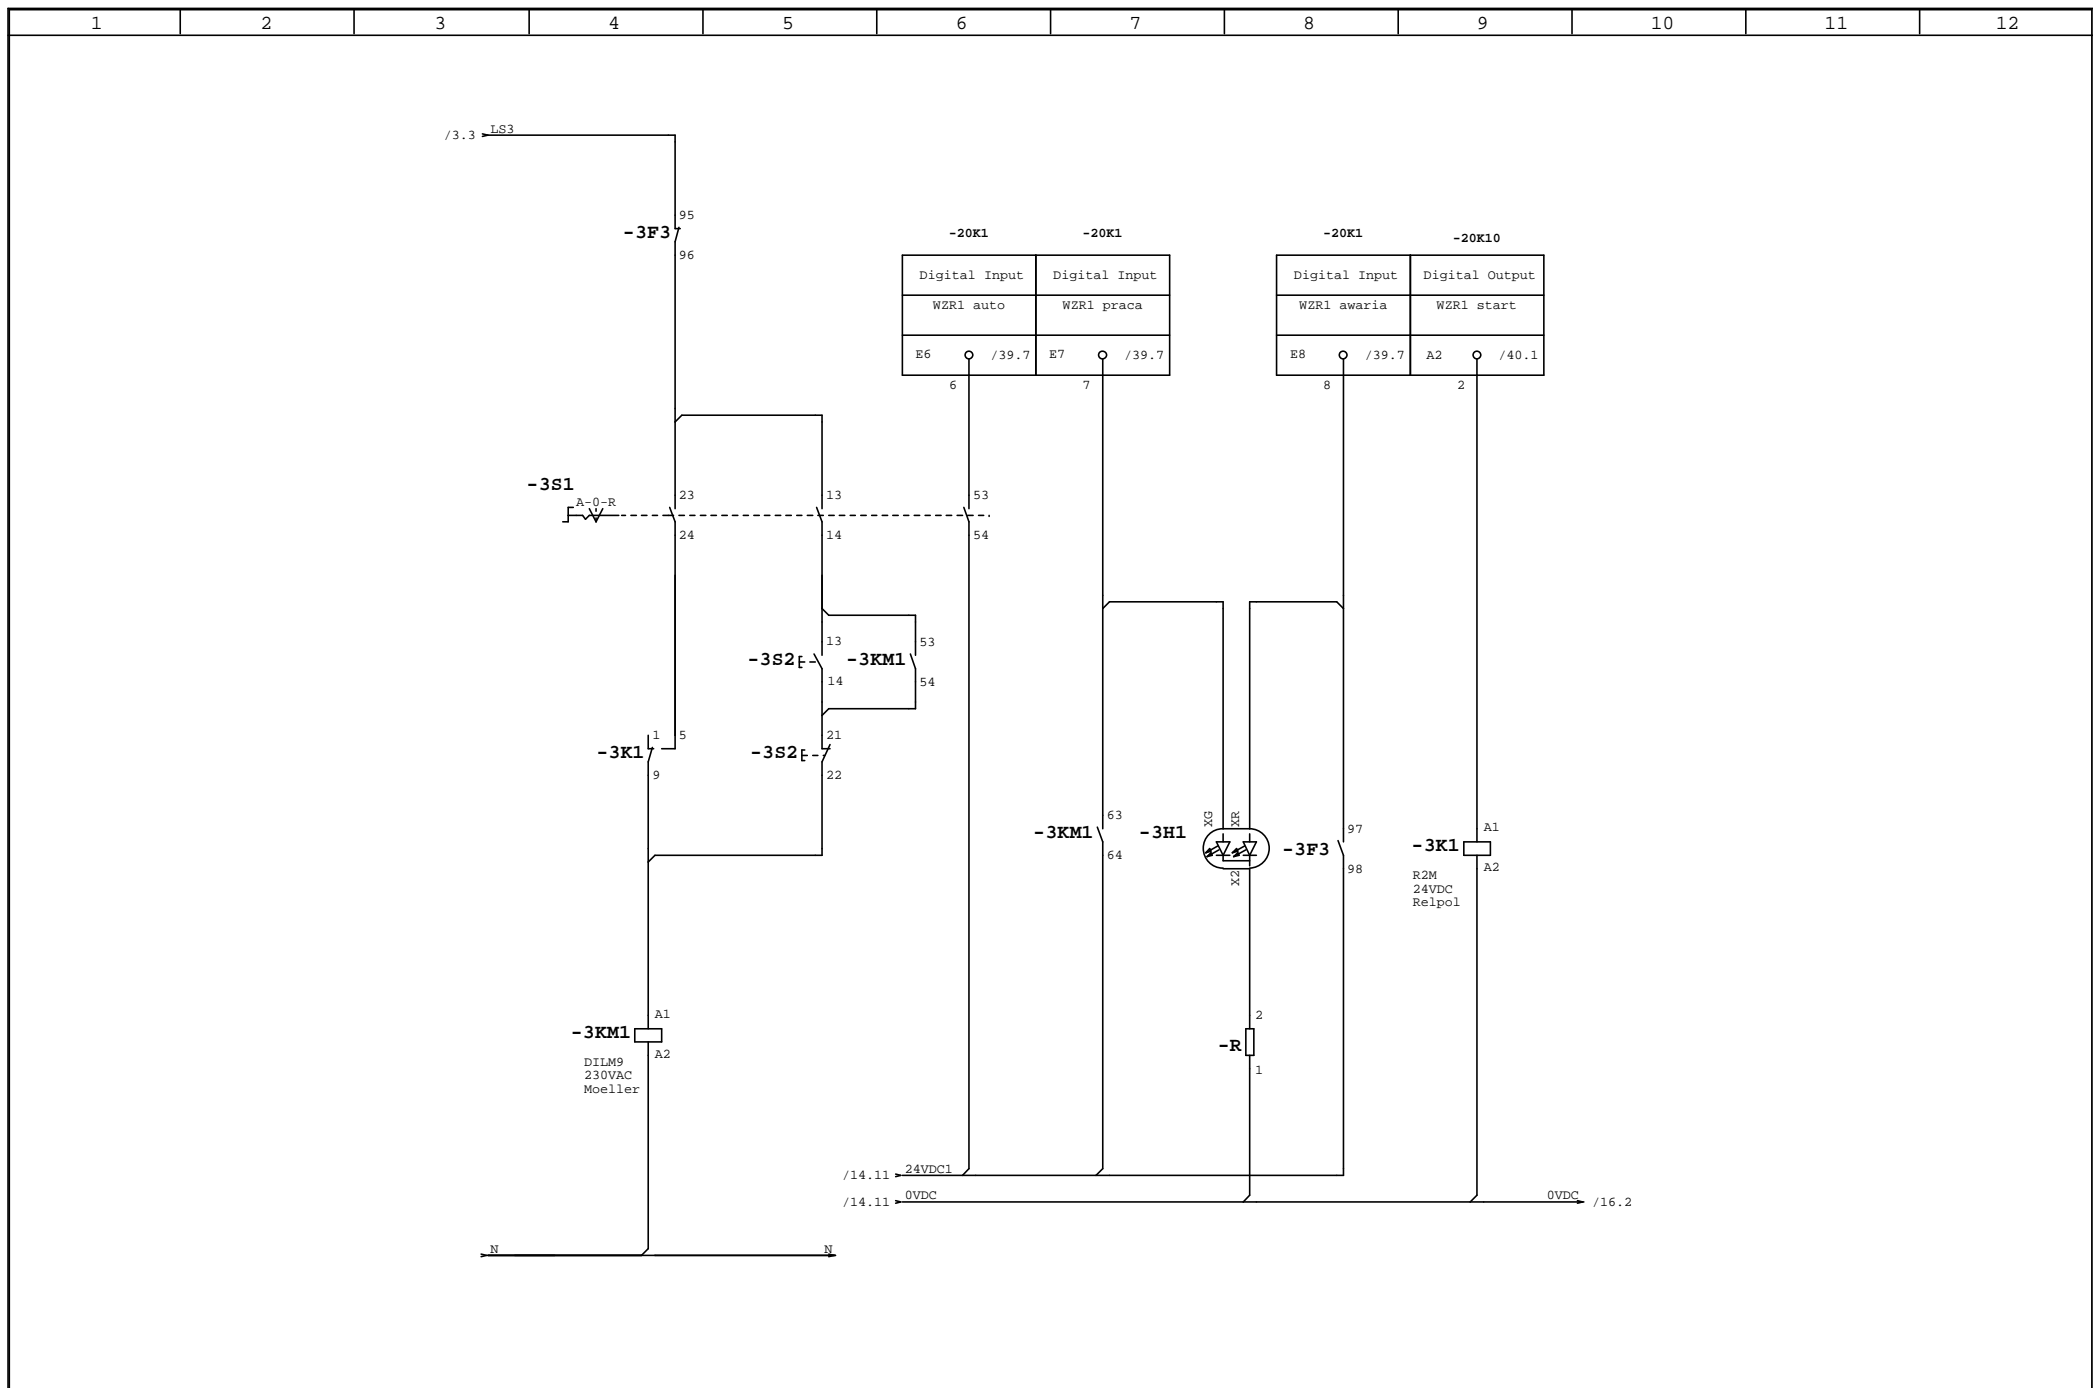 1 2 3 4 5 6 7 8 9 10 11 12
/3.3 LS3
95
-3F3
96
-20K1 -20K1 -20K1 -20K10
Digital Input Digital Input Digital Input Digital Output
WZR1 auto WZR1 praca WZR1 awaria WZR1 start
E6 /39.7 E7 /39.7 E8 /39.7 A2 /40.1
6 7 8 2
-3S1
A-0-R
23 13 53
24 14 54
13 53
-3S2 -3KM1
14 54
1 5 21
-3K1 -3S2
9 22
63 XG XR 97 A1
-3KM1 -3H1 -3F3 -3K1
64 X2 98 A2
R2M
24VDC
Relpol
A1 2
-3KM1 -R
A2 1
DILM9
230VAC
Moeller
/14.11 24VDC1
/14.11 0VDC 0VDC /16.2
N N